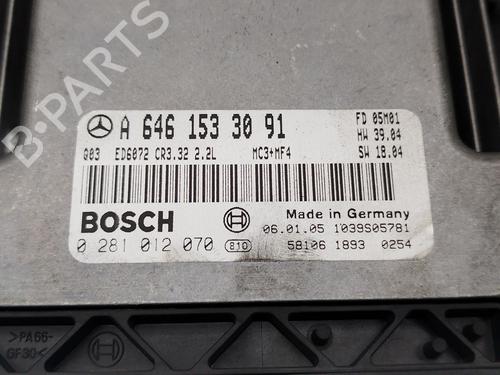 A 646 153 30 91
FD 05M01
HW 39.04
Q03 ED6072 CR3.32 2.2L MC3+MF4 SW 18.04
BOSCH
Made in Germany
06.01.05 1039S05781
0 281 012 070 810 58106 1893 0254
>PA66-
GF30<
B-PARTS